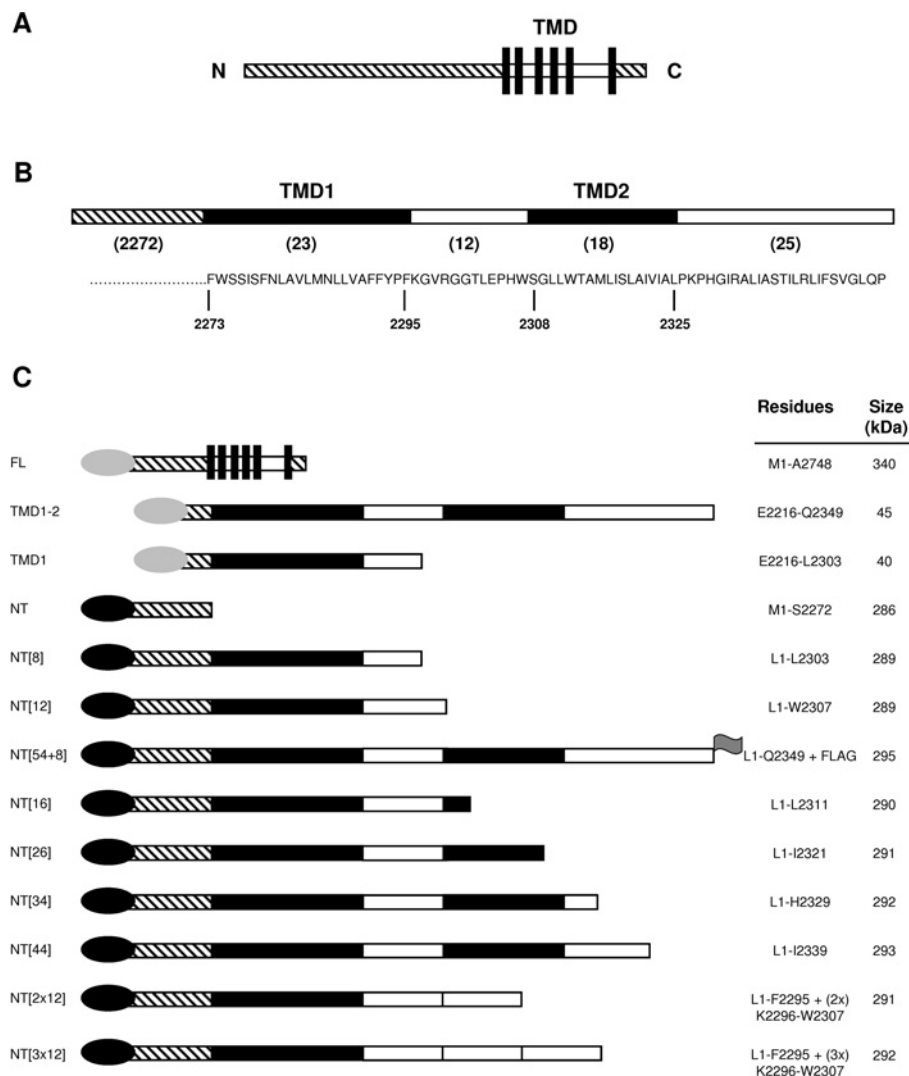 A
TMD
N C
B
TMD1 TMD2
(2272) (23) (12) (18) (25)
........................FWSSISFNLAVLMNLLVAFFYPFKGVRGGTLEPHWSGLLWTAMLISLAIVIALPKPHGIRALIASTILRLIFSVGLQP
2273 2295 2308 2325
C
Residues Size
(kDa)
FL M1-A2748 340
TMD1-2 E2216-Q2349 45
TMD1 E2216-L2303 40
NT M1-S2272 286
NT[8] L1-L2303 289
NT[12] L1-W2307 289
NT[54+8] L1-Q2349 + FLAG 295
NT[16] L1-L2311 290
NT[26] L1-I2321 291
NT[34] L1-H2329 292
NT[44] L1-I2339 293
NT[2x12] L1-F2295 + (2x) 291
K2296-W2307
NT[3x12] L1-F2295 + (3x) 292
K2296-W2307